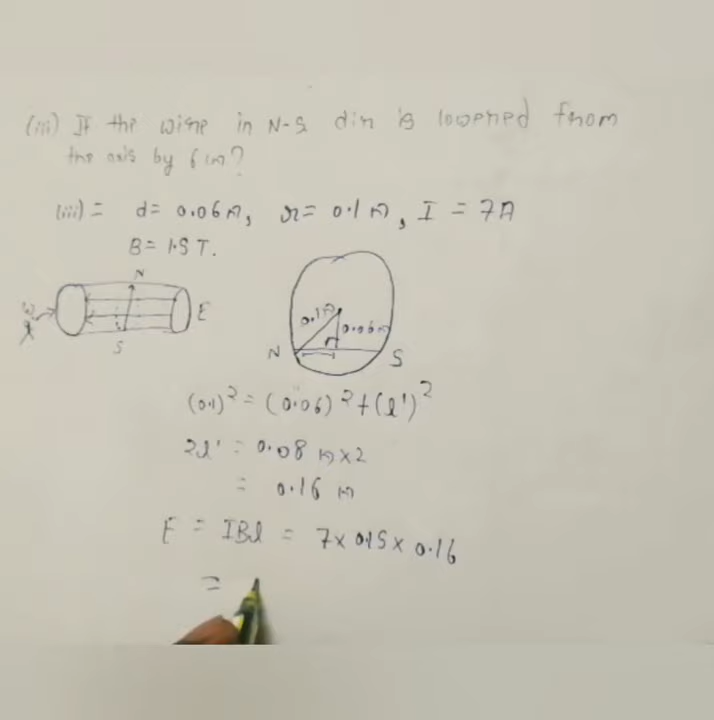 (iii) If the wire in N-S dirn is lowered from
the axis by 6 cm?
(iii) = d = 0.06 m, r = 0.1 m, I = 7A
B = 1.5 T.
N
W
E
S
0.1m
0.06m
N
S
(0.1)² = (0.06)² + (l')²
2l' = 0.08 m × 2
= 0.16 m
F = IBl = 7 × 0.15 × 0.16
=